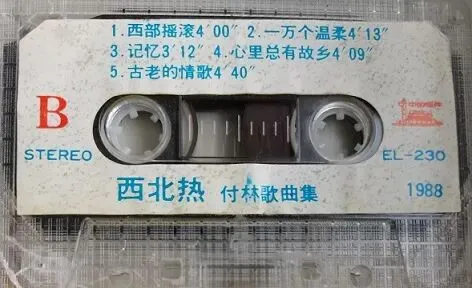 1.西部摇滚4′00″ 2.一万个温柔4′13″
3.记忆3′12″ 4.心里总有故乡4′09″
5.古老的情歌4′40″
B
STEREO
EL-230
西北热 付林歌曲集 1988